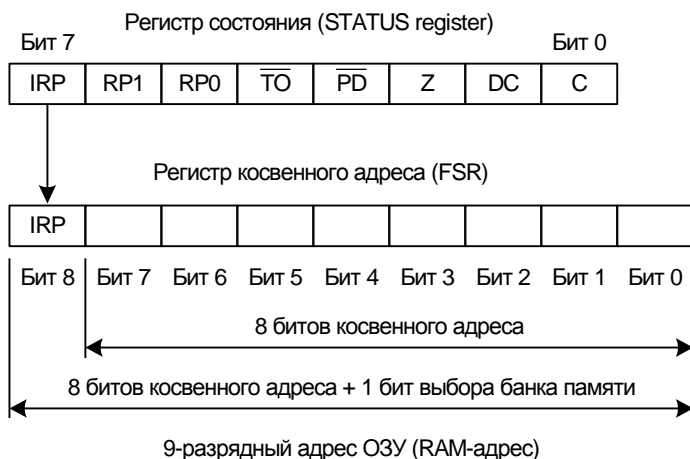 Регистр состояния (STATUS register)
Бит 7 Бит 0
IRP RP1 RP0 T̅O̅ P̅D̅ Z DC C
Регистр косвенного адреса (FSR)
IRP
Бит 8 Бит 7 Бит 6 Бит 5 Бит 4 Бит 3 Бит 2 Бит 1 Бит 0
8 битов косвенного адреса
8 битов косвенного адреса + 1 бит выбора банка памяти
9-разрядный адрес ОЗУ (RAM-адрес)